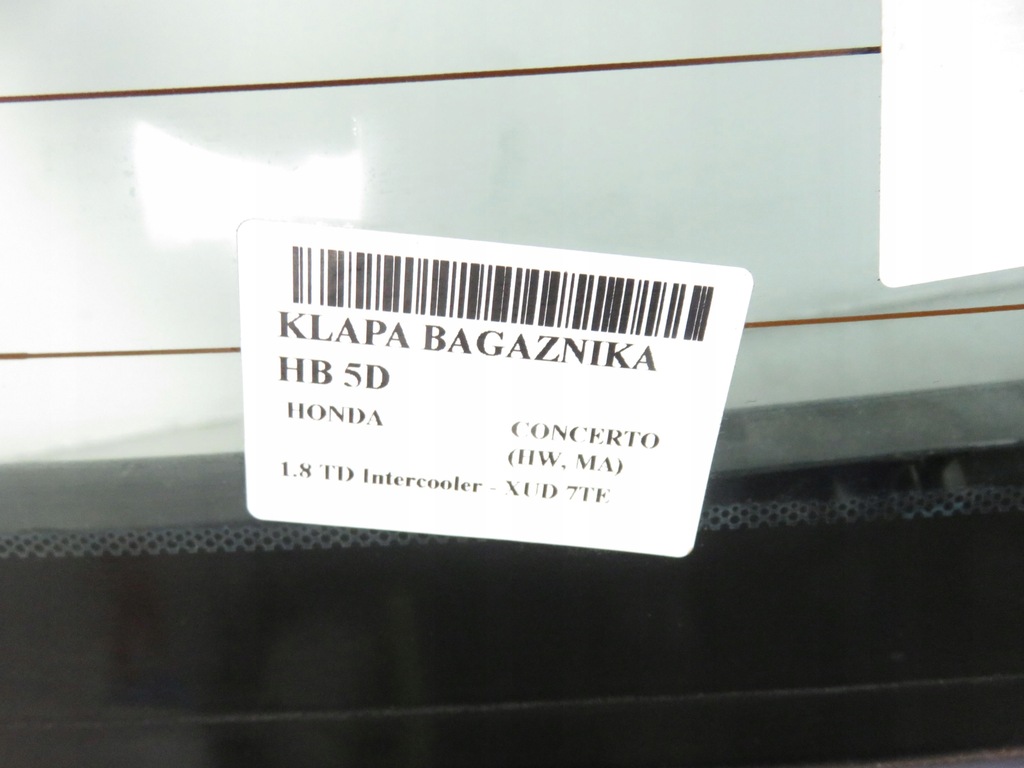 KLAPA BAGAZNIKA
HB 5D
HONDA
CONCERTO
(HW, MA)
1.8 TD Intercooler - XUD 7TE